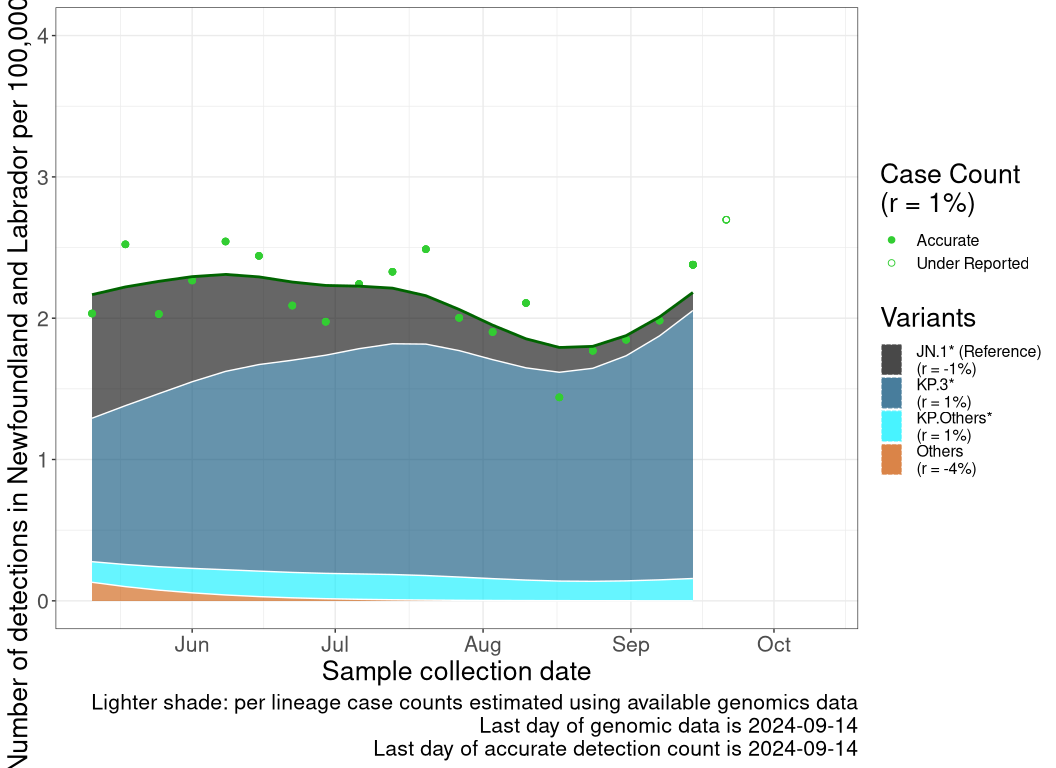 Number of detections in Newfoundland and Labrador per 100,000
4
3
2
1
0
Jun
Jul
Aug
Sep
Oct
Sample collection date
Lighter shade: per lineage case counts estimated using available genomics data
Last day of genomic data is 2024-09-14
Last day of accurate detection count is 2024-09-14
Case Count
(r = 1%)
Accurate
Under Reported
Variants
JN.1* (Reference)
(r = -1%)
KP.3*
(r = 1%)
KP.Others*
(r = 1%)
Others
(r = -4%)